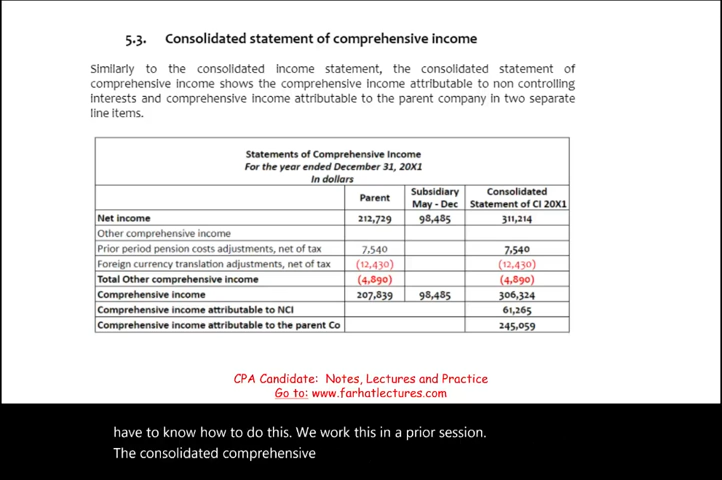 5.3. Consolidated statement of comprehensive income
Similarly to the consolidated income statement, the consolidated statement of
comprehensive income shows the comprehensive income attributable to non controlling
interests and comprehensive income attributable to the parent company in two separate
line items.
Statements of Comprehensive Income
For the year ended December 31, 20X1
In dollars
Parent Subsidiary May - Dec Consolidated Statement of CI 20X1
Net income 212,729 98,485 311,214
Other comprehensive income
Prior period pension costs adjustments, net of tax 7,540 7,540
Foreign currency translation adjustments, net of tax (12,430) (12,430)
Total Other comprehensive income (4,890) (4,890)
Comprehensive income 207,839 98,485 306,324
Comprehensive income attributable to NCI 61,265
Comprehensive income attributable to the parent Co 245,059
CPA Candidate: Notes, Lectures and Practice
Go to: www.farhatlectures.com
have to know how to do this. We work this in a prior session.
The consolidated comprehensive